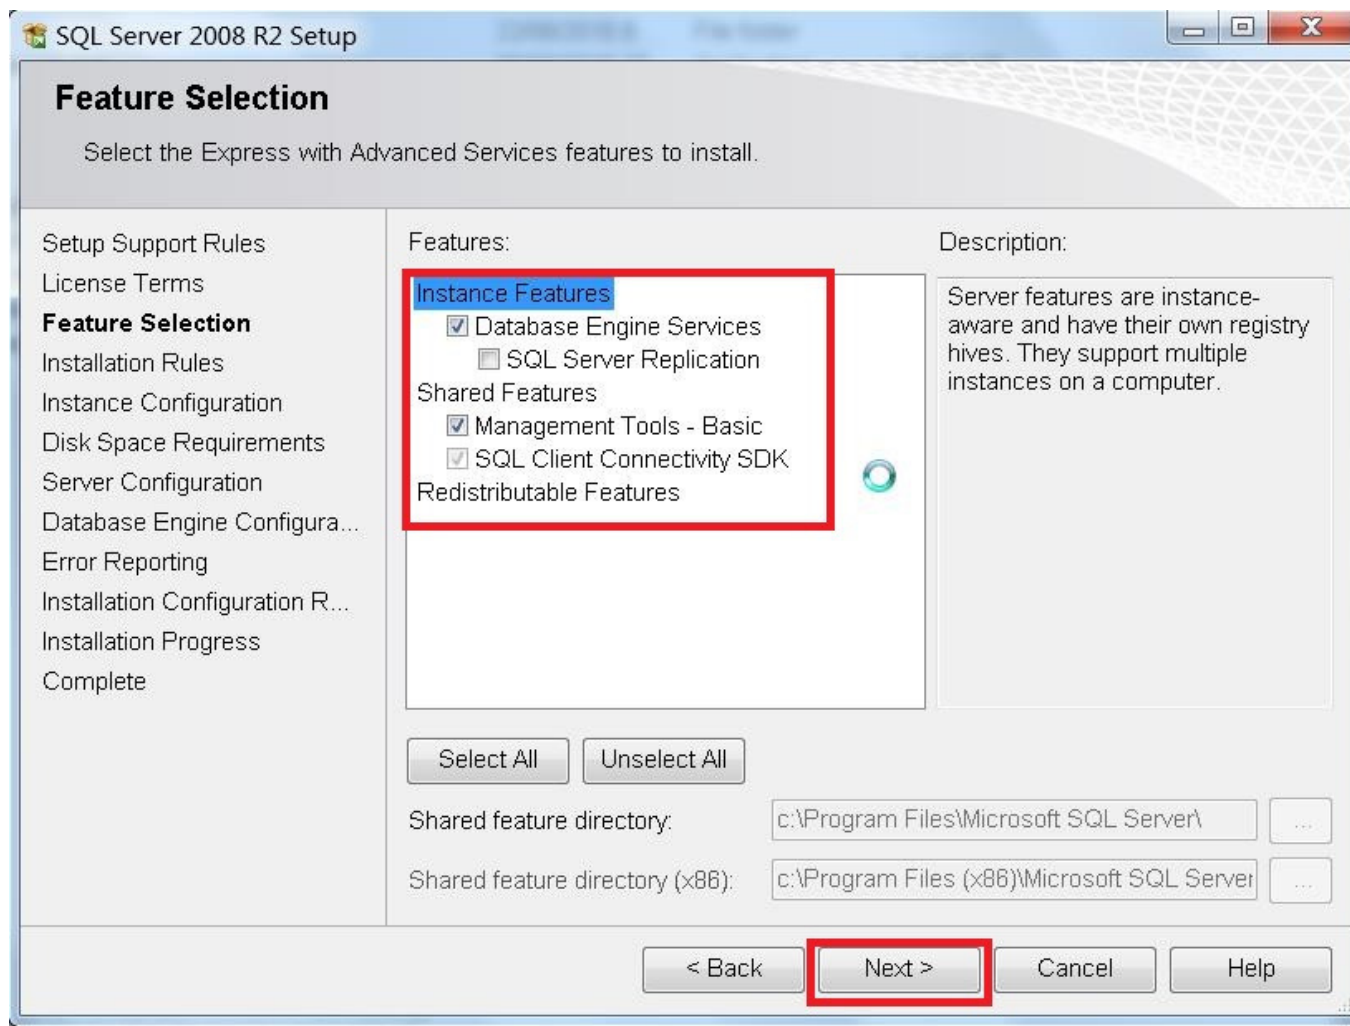 SQL Server 2008 R2 Setup
Feature Selection
Select the Express with Advanced Services features to install.
Setup Support Rules
License Terms
Feature Selection
Installation Rules
Instance Configuration
Disk Space Requirements
Server Configuration
Database Engine Configura...
Error Reporting
Installation Configuration R...
Installation Progress
Complete
Features:
Instance Features
Database Engine Services
SQL Server Replication
Shared Features
Management Tools - Basic
SQL Client Connectivity SDK
Redistributable Features
Description:
Server features are instance-
aware and have their own registry
hives. They support multiple
instances on a computer.
Select All
Unselect All
Shared feature directory:
c:\Program Files\Microsoft SQL Server\
...
Shared feature directory (x86):
c:\Program Files (x86)\Microsoft SQL Server
...
< Back
Next >
Cancel
Help